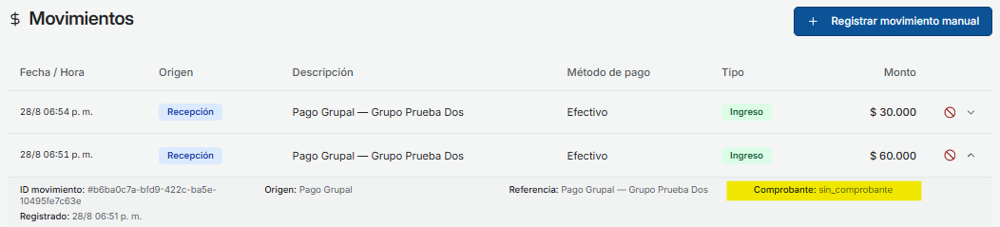 $ Movimientos
+ Registrar movimiento manual
Fecha / Hora Origen Descripción Método de pago Tipo Monto
28/8 06:54 p. m. Recepción Pago Grupal — Grupo Prueba Dos Efectivo Ingreso $ 30.000
28/8 06:51 p. m. Recepción Pago Grupal — Grupo Prueba Dos Efectivo Ingreso $ 60.000
ID movimiento: #b6ba0c7a-bfd9-422c-ba5e-10495fe7c63e Origen: Pago Grupal Referencia: Pago Grupal — Grupo Prueba Dos Comprobante: sin_comprobante
Registrado: 28/8 06:51 p. m.